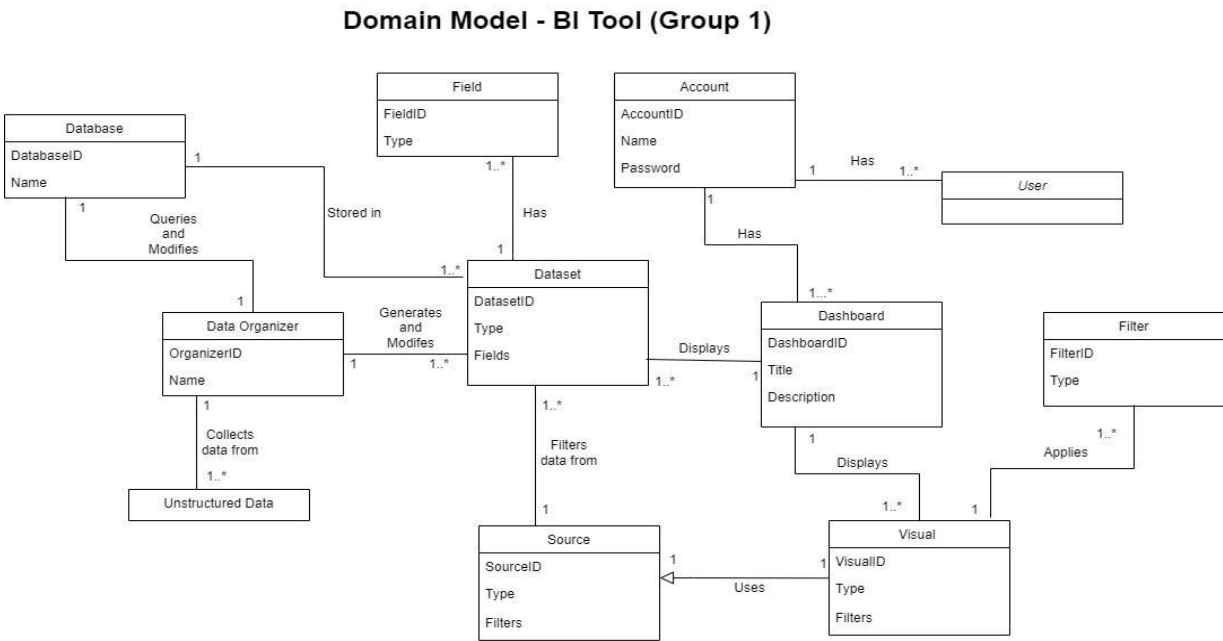 Domain Model - BI Tool (Group 1)
Field
FieldID
Type
1..*
Account
AccountID
Name
Password
1
1
Has
1..*
User
Database
DatabaseID
Name
1
1
Queries
and
Modifies
1
Stored in
1..*
Has
1
Has
1...*
Dataset
DatasetID
Type
Fields
Data Organizer
OrganizerID
Name
Generates
and
Modifes
1
1..*
Displays
1..*
1
Dashboard
DashboardID
Title
Description
Filter
FilterID
Type
1..*
Applies
1
1
Collects
data from
1..*
Unstructured Data
1..*
Filters
data from
1
1
Displays
1..*
Source
SourceID
Type
Filters
1
Uses
1
Visual
VisualID
Type
Filters